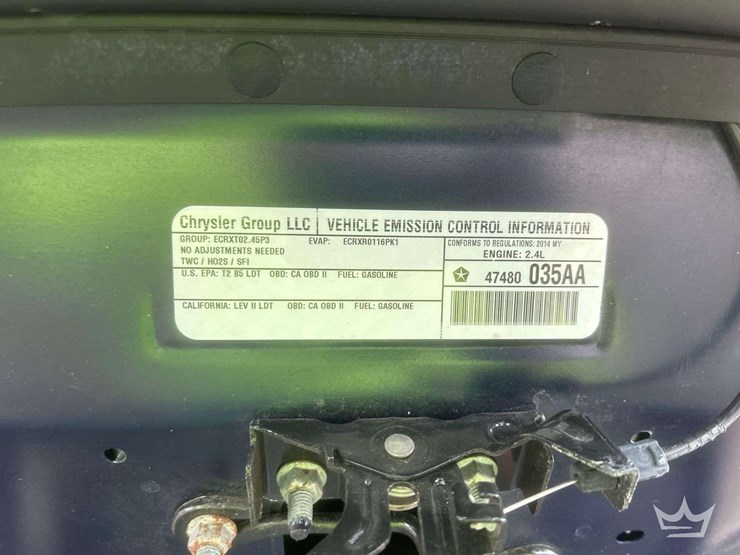 Chrysler Group LLC | VEHICLE EMISSION CONTROL INFORMATION
GROUP: ECRXT02.45P3 EVAP: ECRXR0116PK1
NO ADJUSTMENTS NEEDED
TWC / HO2S / SFI
CONFORMS TO REGULATIONS: 2014 MY
ENGINE: 2.4L
U.S. EPA: T2 B5 LDT OBD: CA OBD II FUEL: GASOLINE
47480 035AA
CALIFORNIA: LEV II LDT OBD: CA OBD II FUEL: GASOLINE